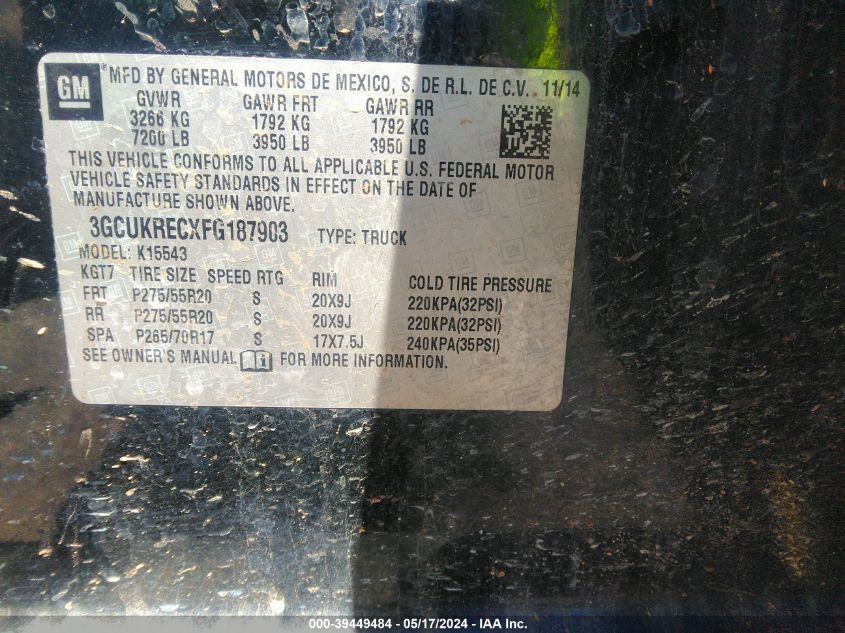 GM ® MFD BY GENERAL MOTORS DE MEXICO, S. DE R.L. DE C.V. 11/14
GVWR GAWR FRT GAWR RR
3266 KG 1792 KG 1792 KG
7200 LB 3950 LB 3950 LB
THIS VEHICLE CONFORMS TO ALL APPLICABLE U.S. FEDERAL MOTOR
VEHICLE SAFETY STANDARDS IN EFFECT ON THE DATE OF
MANUFACTURE SHOWN ABOVE.
3GCUKRECXFG187903 TYPE: TRUCK
MODEL: K15543
KGT7 TIRE SIZE SPEED RTG RIM COLD TIRE PRESSURE
FRT P275/55R20 S 20X9J 220KPA(32PSI)
RR P275/55R20 S 20X9J 220KPA(32PSI)
SPA P265/70R17 S 17X7.5J 240KPA(35PSI)
SEE OWNER'S MANUAL FOR MORE INFORMATION.
000-39449484 - 05/17/2024 - IAA Inc.